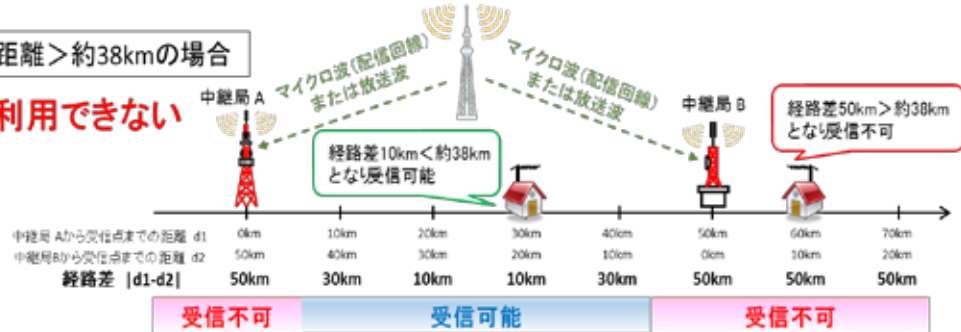 距離＞約38kmの場合
利用できない
マイクロ波(配信回線)
または放送波
マイクロ波(配信回線)
または放送波
中継局 A
中継局 B
経路差10km＜約38km
となり受信可能
経路差50km＞約38km
となり受信不可
中継局 Aから受信点までの距離 d1 0km 10km 20km 30km 40km 50km 60km 70km
中継局Bから受信点までの距離 d2 50km 40km 30km 20km 10km 0km 10km 20km
経路差 |d1-d2| 50km 30km 10km 10km 30km 50km 50km 50km
受信不可 受信可能 受信不可